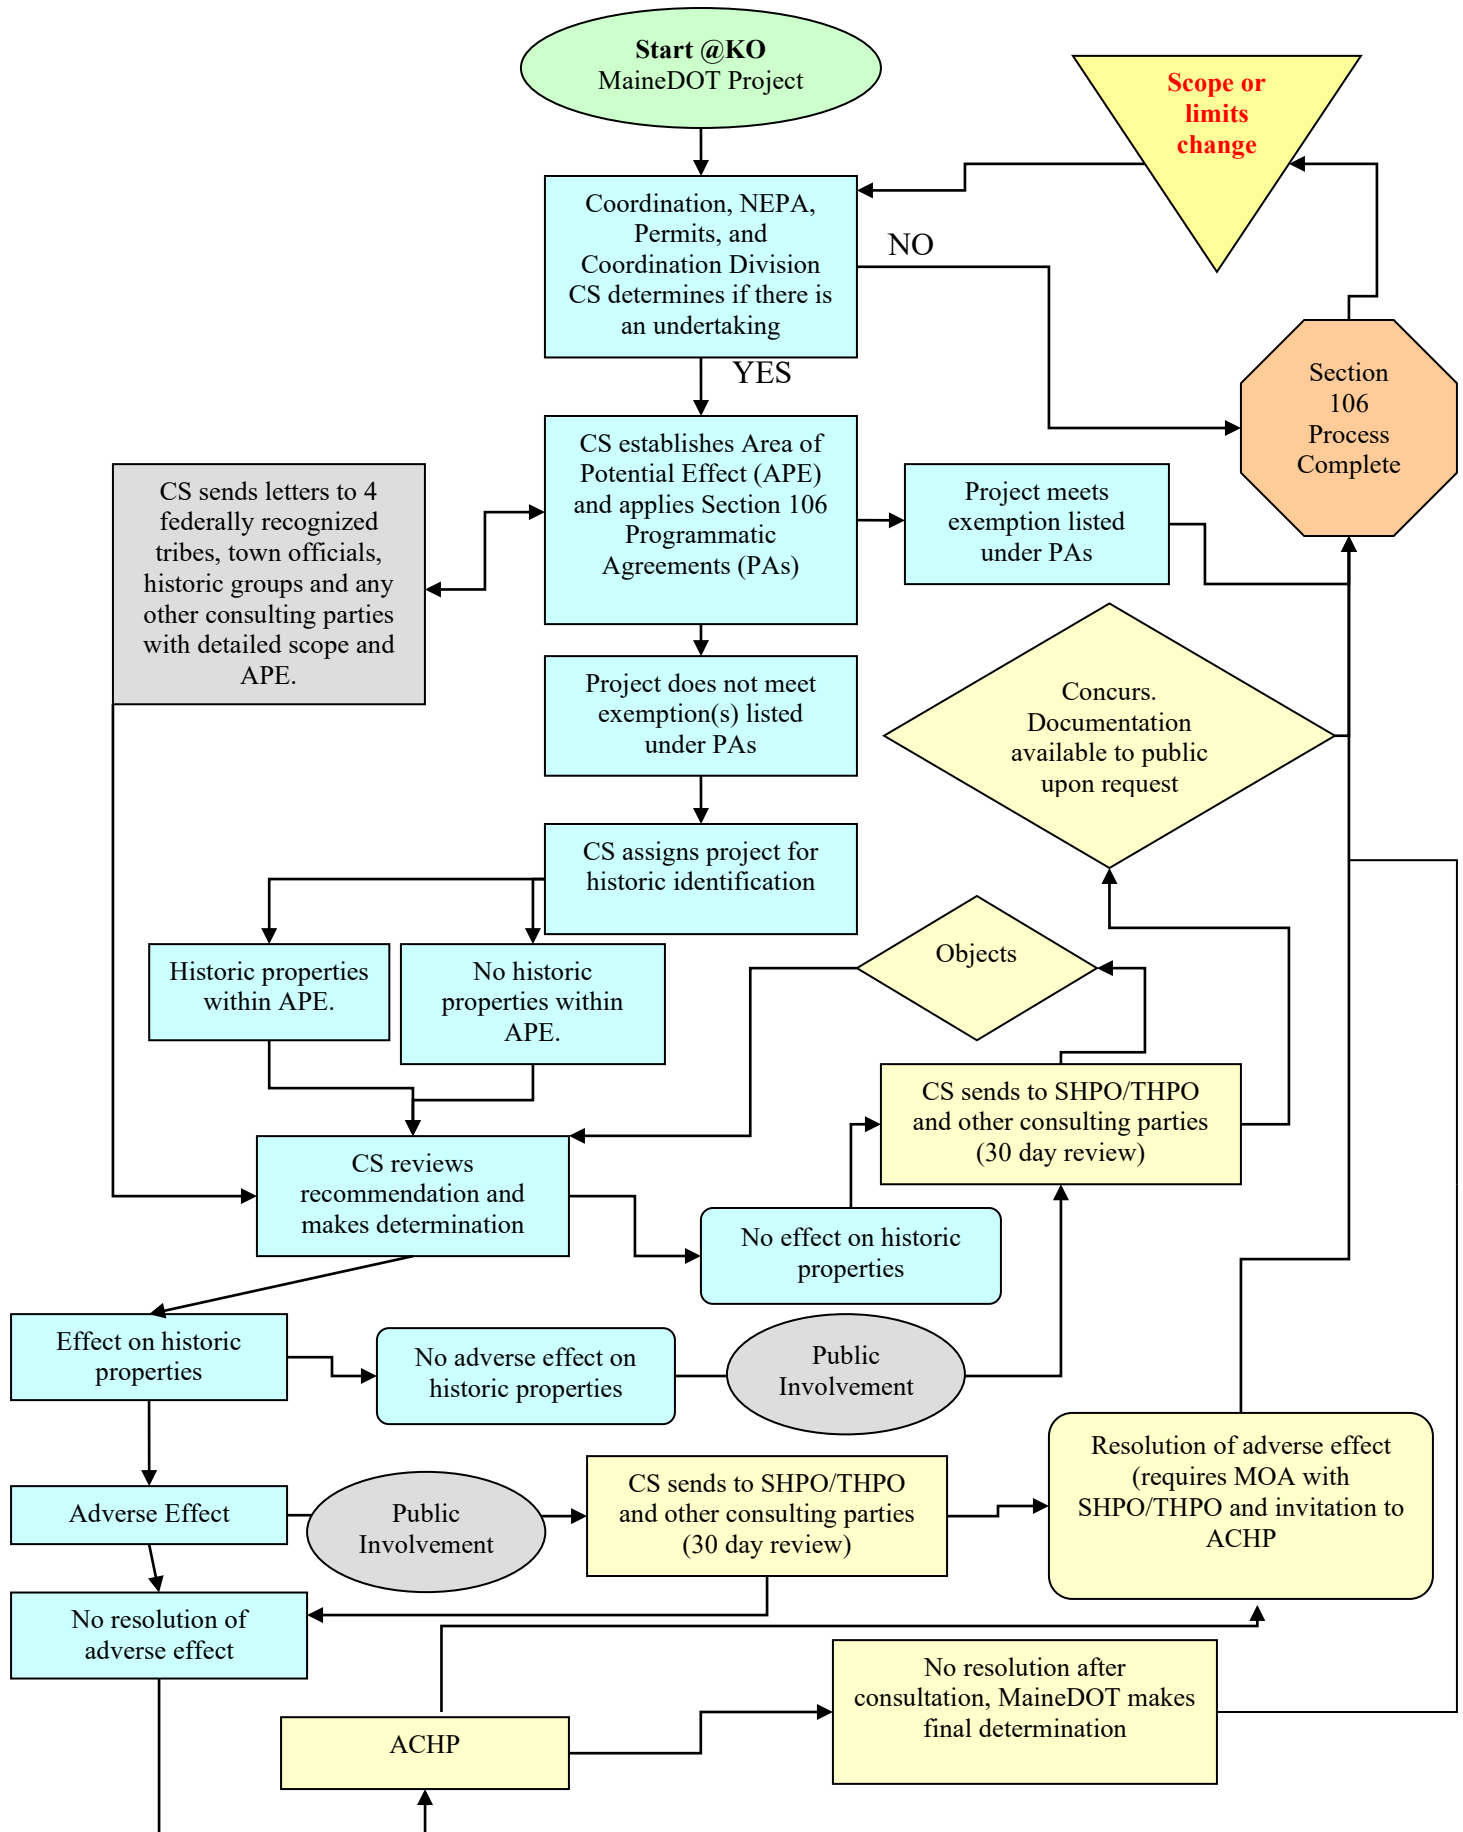 Start @KO
MaineDOT Project
Scope or
limits
change
Coordination, NEPA,
Permits, and
Coordination Division
CS determines if there is
an undertaking
NO
YES
Section
106
Process
Complete
CS sends letters to 4
federally recognized
tribes, town officials,
historic groups and any
other consulting parties
with detailed scope and
APE.
CS establishes Area of
Potential Effect (APE)
and applies Section 106
Programmatic
Agreements (PAs)
Project meets
exemption listed
under PAs
Project does not meet
exemption(s) listed
under PAs
Concurs.
Documentation
available to public
upon request
CS assigns project for
historic identification
Historic properties
within APE.
No historic
properties within
APE.
Objects
CS sends to SHPO/THPO
and other consulting parties
(30 day review)
CS reviews
recommendation and
makes determination
No effect on historic
properties
Effect on historic
properties
No adverse effect on
historic properties
Public
Involvement
Adverse Effect
Public
Involvement
CS sends to SHPO/THPO
and other consulting parties
(30 day review)
Resolution of adverse effect
(requires MOA with
SHPO/THPO and invitation to
ACHP
No resolution of
adverse effect
ACHP
No resolution after
consultation, MaineDOT makes
final determination